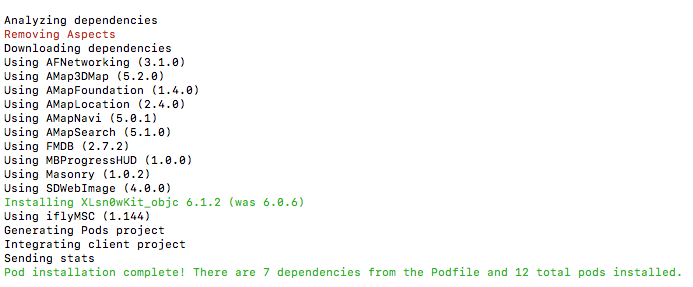 Analyzing dependencies
Removing Aspects
Downloading dependencies
Using AFNetworking (3.1.0)
Using AMap3DMap (5.2.0)
Using AMapFoundation (1.4.0)
Using AMapLocation (2.4.0)
Using AMapNavi (5.0.1)
Using AMapSearch (5.1.0)
Using FMDB (2.7.2)
Using MBProgressHUD (1.0.0)
Using Masonry (1.0.2)
Using SDWebImage (4.0.0)
Installing XLsn0wKit_objc 6.1.2 (was 6.0.6)
Using iflyMSC (1.144)
Generating Pods project
Integrating client project
Sending stats
Pod installation complete! There are 7 dependencies from the Podfile and 12 total pods installed.